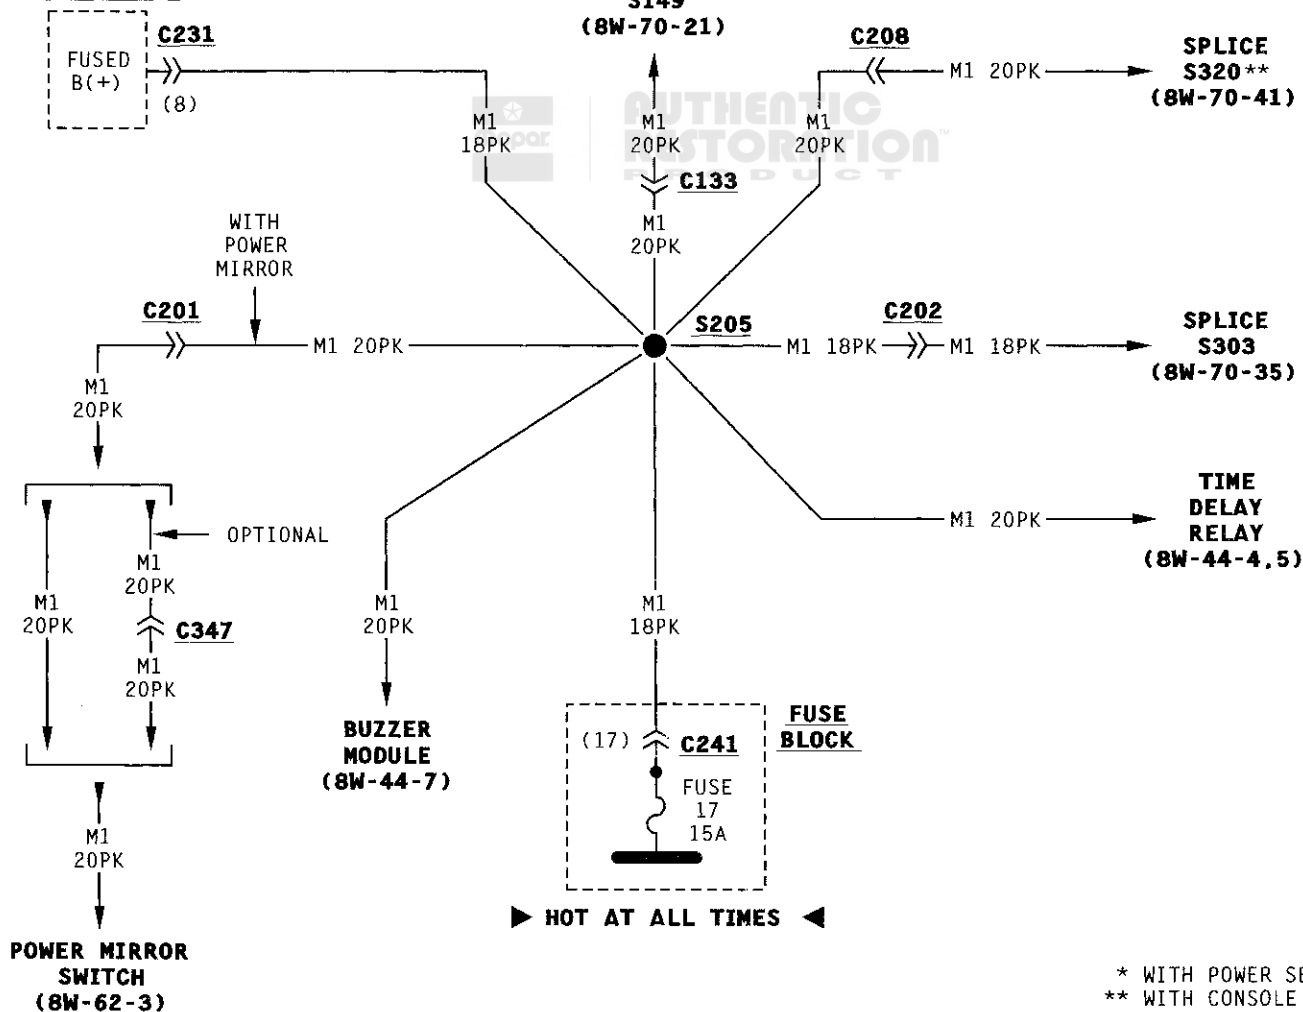 S149
(8W-70-21)
C231
FUSED
B(+)
(8)
C208
M1 20PK
SPLICE
S320**
(8W-70-41)
M1
18PK
M1
20PK
M1
20PK
AUTHENTIC
RESTORATION™
PRODUCT
C133
M1
20PK
WITH
POWER
MIRROR
C201
M1 20PK
S205
C202
M1 18PK
M1 18PK
SPLICE
S303
(8W-70-35)
M1
20PK
TIME
DELAY
RELAY
(8W-44-4,5)
M1 20PK
OPTIONAL
M1
20PK
M1
20PK
C347
M1
20PK
M1
20PK
M1
18PK
BUZZER
MODULE
(8W-44-7)
FUSE
BLOCK
(17)
C241
FUSE
17
15A
HOT AT ALL TIMES
M1
20PK
POWER MIRROR
SWITCH
(8W-62-3)
* WITH POWER
** WITH CONSOLE